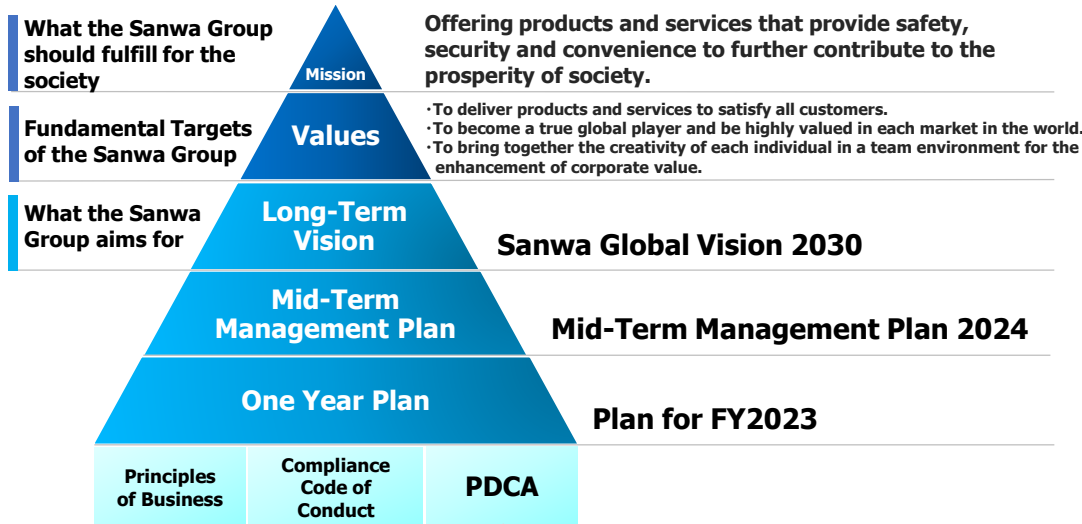 What the Sanwa Group
should fulfill for the
society
Mission
Offering products and services that provide safety,
security and convenience to further contribute to the
prosperity of society.
Fundamental Targets
of the Sanwa Group
Values
・To deliver products and services to satisfy all customers.
・To become a true global player and be highly valued in each market in the world.
・To bring together the creativity of each individual in a team environment for the
enhancement of corporate value.
What the Sanwa
Group aims for
Long-Term
Vision
Sanwa Global Vision 2030
Mid-Term
Management Plan
Mid-Term Management Plan 2024
One Year Plan
Plan for FY2023
Principles
of Business
Compliance
Code of
Conduct
PDCA